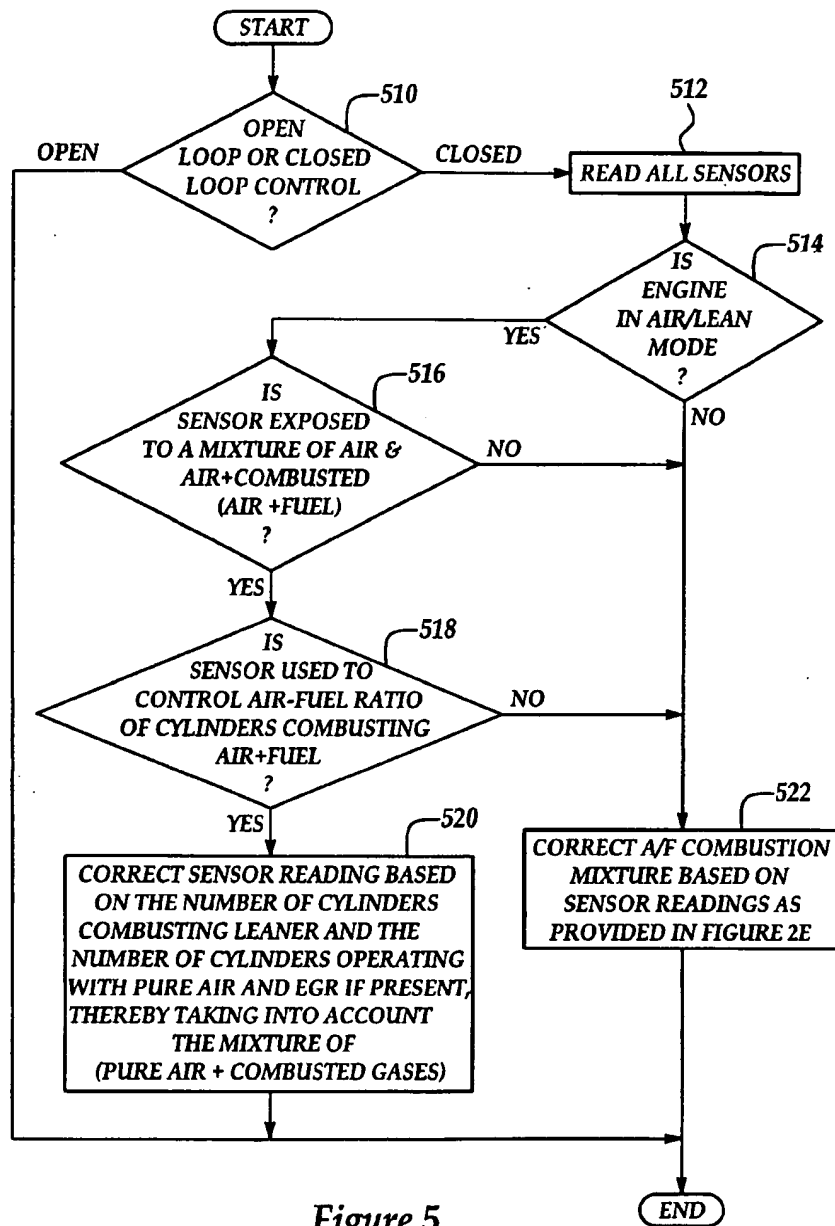 START
510
OPEN
LOOP OR CLOSED
LOOP CONTROL
?
OPEN
CLOSED
512
READ ALL SENSORS
514
IS
ENGINE
IN AIR/LEAN
MODE
?
YES
NO
516
IS
SENSOR EXPOSED
TO A MIXTURE OF AIR &
AIR+COMBUSTED
(AIR +FUEL)
?
NO
YES
518
IS
SENSOR USED TO
CONTROL AIR-FUEL RATIO
OF CYLINDERS COMBUSTING
AIR+FUEL
?
NO
YES
520
CORRECT SENSOR READING BASED
ON THE NUMBER OF CYLINDERS
COMBUSTING LEANER AND THE
NUMBER OF CYLINDERS OPERATING
WITH PURE AIR AND EGR IF PRESENT,
THEREBY TAKING INTO ACCOUNT
THE MIXTURE OF
(PURE AIR + COMBUSTED GASES)
522
CORRECT A/F COMBUSTION
MIXTURE BASED ON
SENSOR READINGS AS
PROVIDED IN FIGURE 2E
END
Figure 5